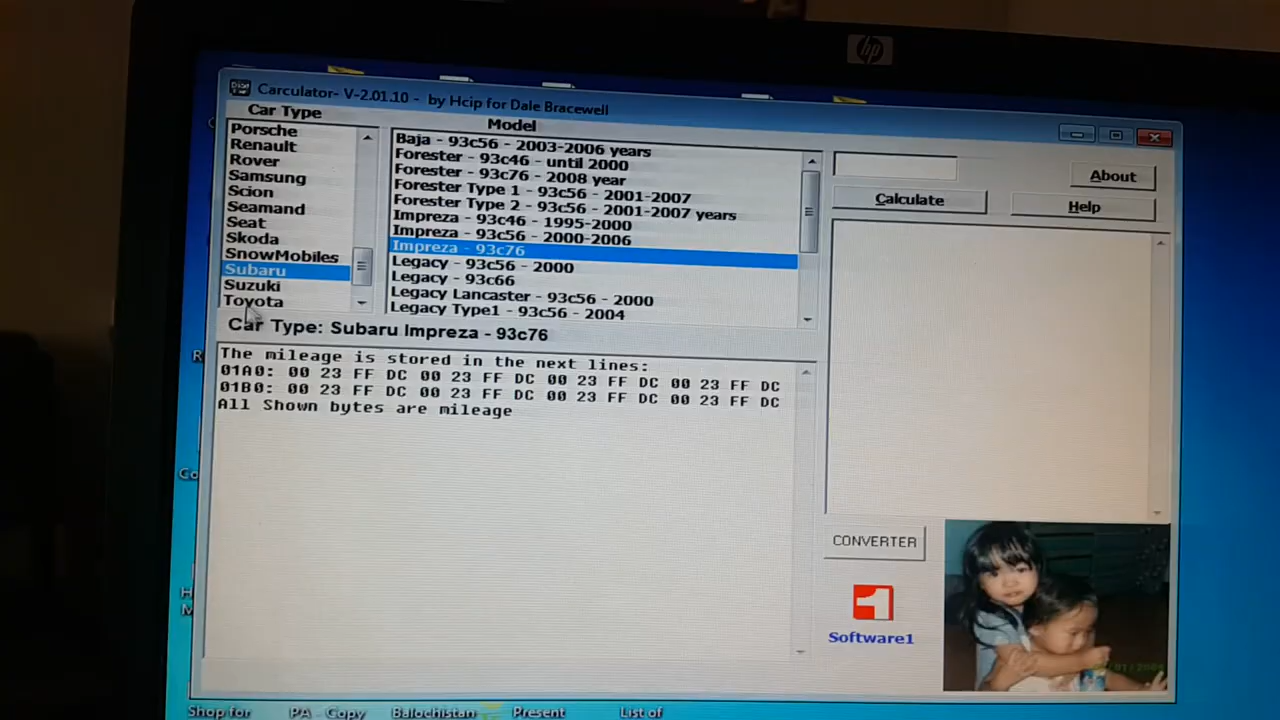 hp
Carculator- V-2.01.10 - by Hcip for Dale Bracewell
Car Type
Porsche
Renault
Rover
Samsung
Scion
Seamand
Seat
Skoda
SnowMobiles
Subaru
Suzuki
Toyota
Model
Baja - 93c56 - 2003-2006 years
Forester - 93c46 - until 2000
Forester - 93c76 - 2008 year
Forester Type 1 - 93c56 - 2001-2007
Forester Type 2 - 93c56 - 2001-2007 years
Impreza - 93c46 - 1995-2000
Impreza - 93c56 - 2000-2006
Impreza - 93c76
Legacy - 93c56 - 2000
Legacy - 93c66
Legacy Lancaster - 93c56 - 2000
Legacy Type1 - 93c56 - 2004
About
Calculate
Help
Car Type: Subaru Impreza - 93c76
The mileage is stored in the next lines:
01A0: 00 23 FF DC 00 23 FF DC 00 23 FF DC 00 23 FF DC
01B0: 00 23 FF DC 00 23 FF DC 00 23 FF DC 00 23 FF DC
All Shown bytes are mileage
CONVERTER
1
Software1
Shop for
PA - Copy
Balochistan
Present
List of